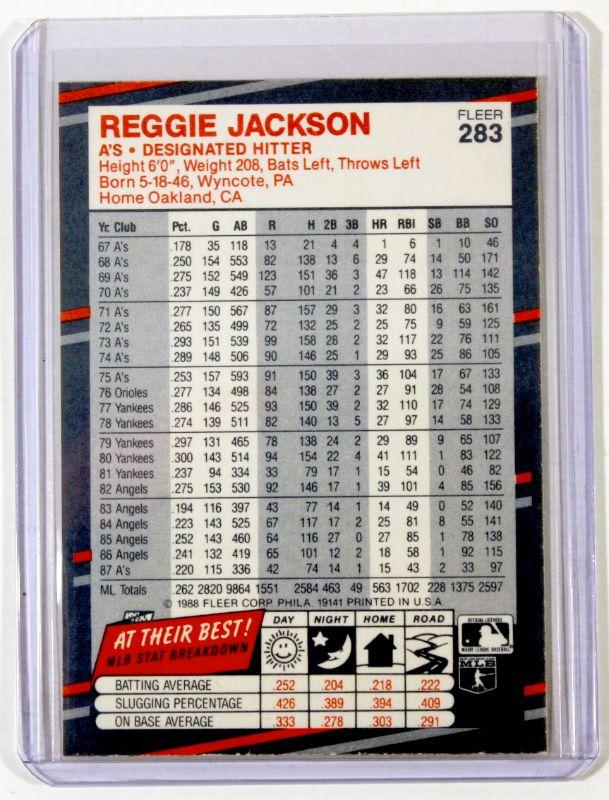 FLEER
283
REGGIE JACKSON
A'S • DESIGNATED HITTER
Height 6'0", Weight 208, Bats Left, Throws Left
Born 5-18-46, Wyncote, PA
Home Oakland, CA
Yr. Club Pct. G AB R H 2B 3B HR RBI SB BB SO
67 A's .178 35 118 13 21 4 4 1 6 1 10 46
68 A's .250 154 553 82 138 13 6 29 74 14 50 171
69 A's .275 152 549 123 151 36 3 47 118 13 114 142
70 A's .237 149 426 57 101 21 2 23 66 26 75 135
71 A's .277 150 567 87 157 29 3 32 80 16 63 161
72 A's .265 135 499 72 132 25 2 25 75 9 59 125
73 A's .293 151 539 99 158 28 2 32 117 22 76 111
74 A's .289 148 506 90 146 25 1 29 93 25 86 105
75 A's .253 157 593 91 150 39 3 36 104 17 67 133
76 Orioles .277 134 498 84 138 27 2 27 91 28 54 108
77 Yankees .286 146 525 93 150 39 2 32 110 17 74 129
78 Yankees .274 139 511 82 140 13 5 27 97 14 58 133
79 Yankees .297 131 465 78 138 24 2 29 89 9 65 107
80 Yankees .300 143 514 94 154 22 4 41 111 1 83 122
81 Yankees .237 94 334 33 79 17 1 15 54 0 46 82
82 Angels .275 153 530 92 146 17 1 39 101 4 85 156
83 Angels .194 116 397 43 77 14 1 14 49 0 52 140
84 Angels .223 143 525 67 117 17 2 25 81 8 55 141
85 Angels .252 143 460 64 116 27 0 27 85 1 78 138
86 Angels .241 132 419 65 101 12 2 18 58 1 92 115
87 A's .220 115 336 42 74 14 1 15 43 2 33 97
ML Totals .262 2820 9864 1551 2584 463 49 563 1702 228 1375 2597
© 1988 FLEER CORP. PHILA. 19141 PRINTED IN U.S.A.
AT THEIR BEST!
MLB STAT BREAKDOWN
DAY NIGHT HOME ROAD
BATTING AVERAGE .252 .204 .218 .222
SLUGGING PERCENTAGE .426 .389 .394 .409
ON BASE AVERAGE .333 .278 .303 .291
OFFICIAL LICENSEE
MAJOR LEAGUE BASEBALL
MLB